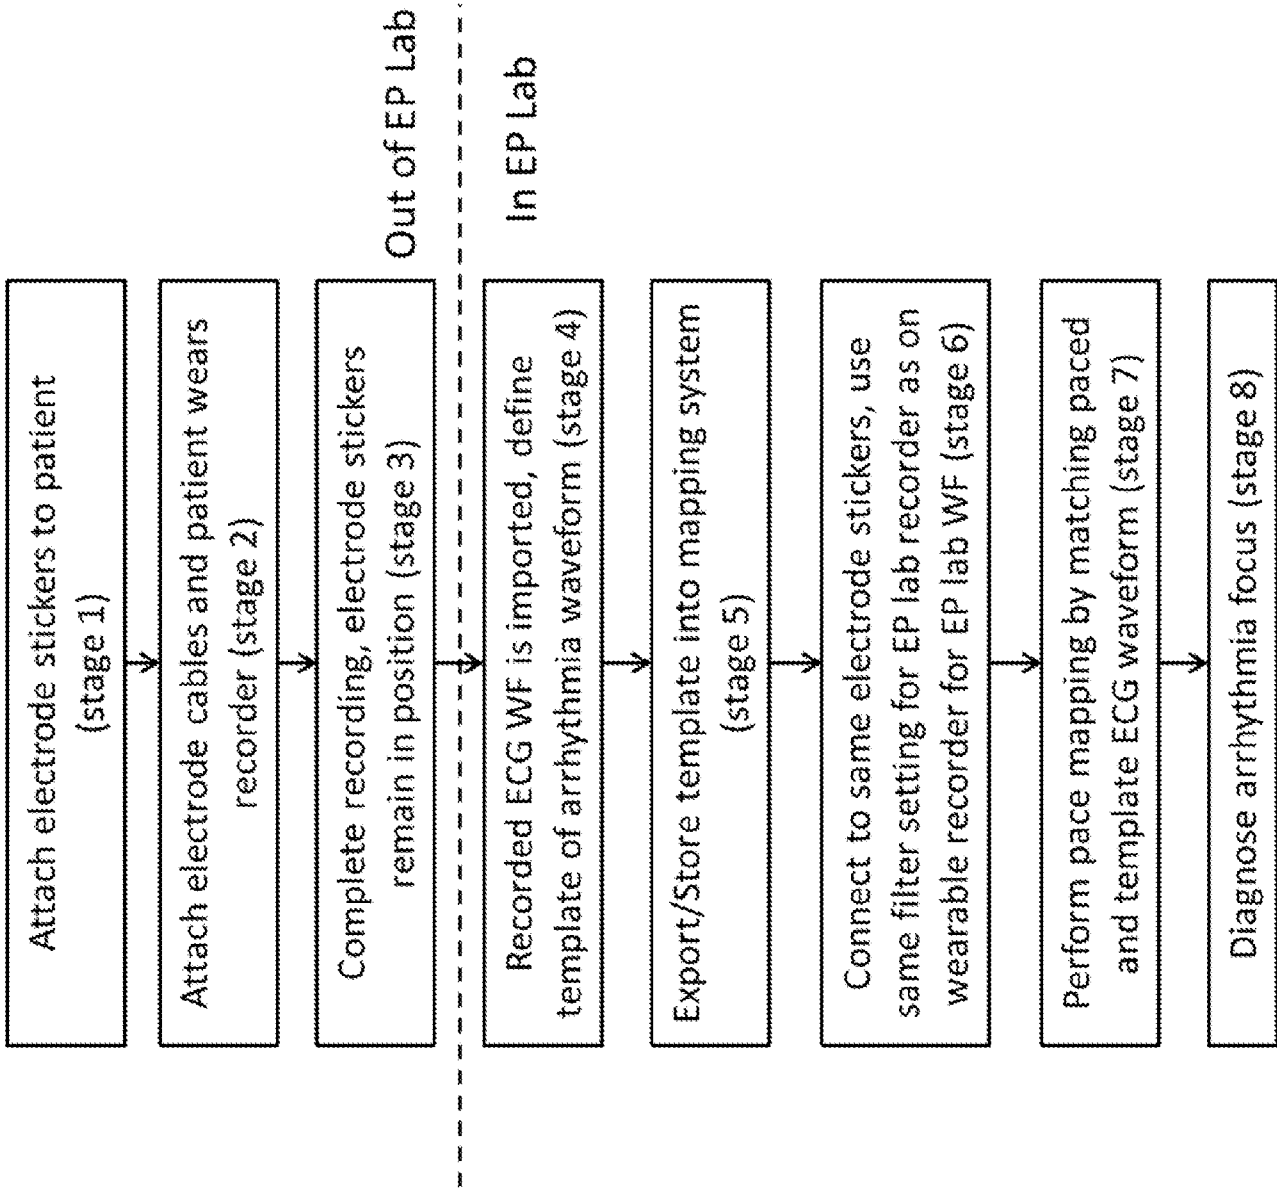 Attach electrode stickers to patient
(stage 1)
Attach electrode cables and patient wears
recorder (stage 2)
Complete recording, electrode stickers
remain in position (stage 3)
Out of EP Lab
In EP Lab
Recorded ECG WF is imported, define
template of arrhythmia waveform (stage 4)
Export/Store template into mapping system
(stage 5)
Connect to same electrode stickers, use
same filter setting for EP lab recorder as on
wearable recorder for EP lab WF (stage 6)
Perform pace mapping by matching paced
and template ECG waveform (stage 7)
Diagnose arrhythmia focus (stage 8)